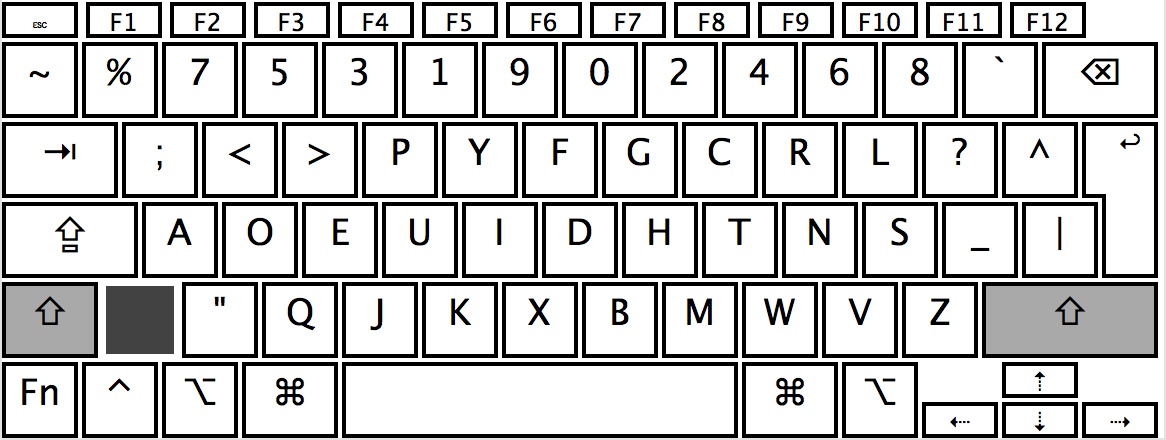 ESC F1 F2 F3 F4 F5 F6 F7 F8 F9 F10 F11 F12
~ % 7 5 3 1 9 0 2 4 6 8 ` ⌫
⇥ ; < > P Y F G C R L ? ^ ↩
⇪ A O E U I D H T N S _ |
⇧ " Q J K X B M W V Z ⇧
Fn ^ ⌥ ⌘ ⌘ ⌥ ⇠ ⇡ ⇣ ⇢